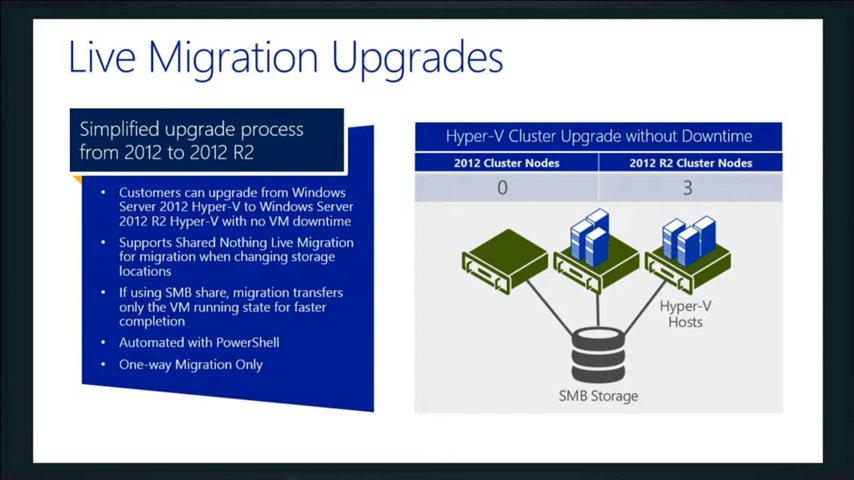 Live Migration Upgrades
Simplified upgrade process
from 2012 to 2012 R2
• Customers can upgrade from Windows
Server 2012 Hyper-V to Windows Server
2012 R2 Hyper-V with no VM downtime
• Supports Shared Nothing Live Migration
for migration when changing storage
locations
• If using SMB share, migration transfers
only the VM running state for faster
completion
• Automated with PowerShell
• One-way Migration Only
Hyper-V Cluster Upgrade without Downtime
2012 Cluster Nodes
2012 R2 Cluster Nodes
0
3
Hyper-V
Hosts
SMB Storage